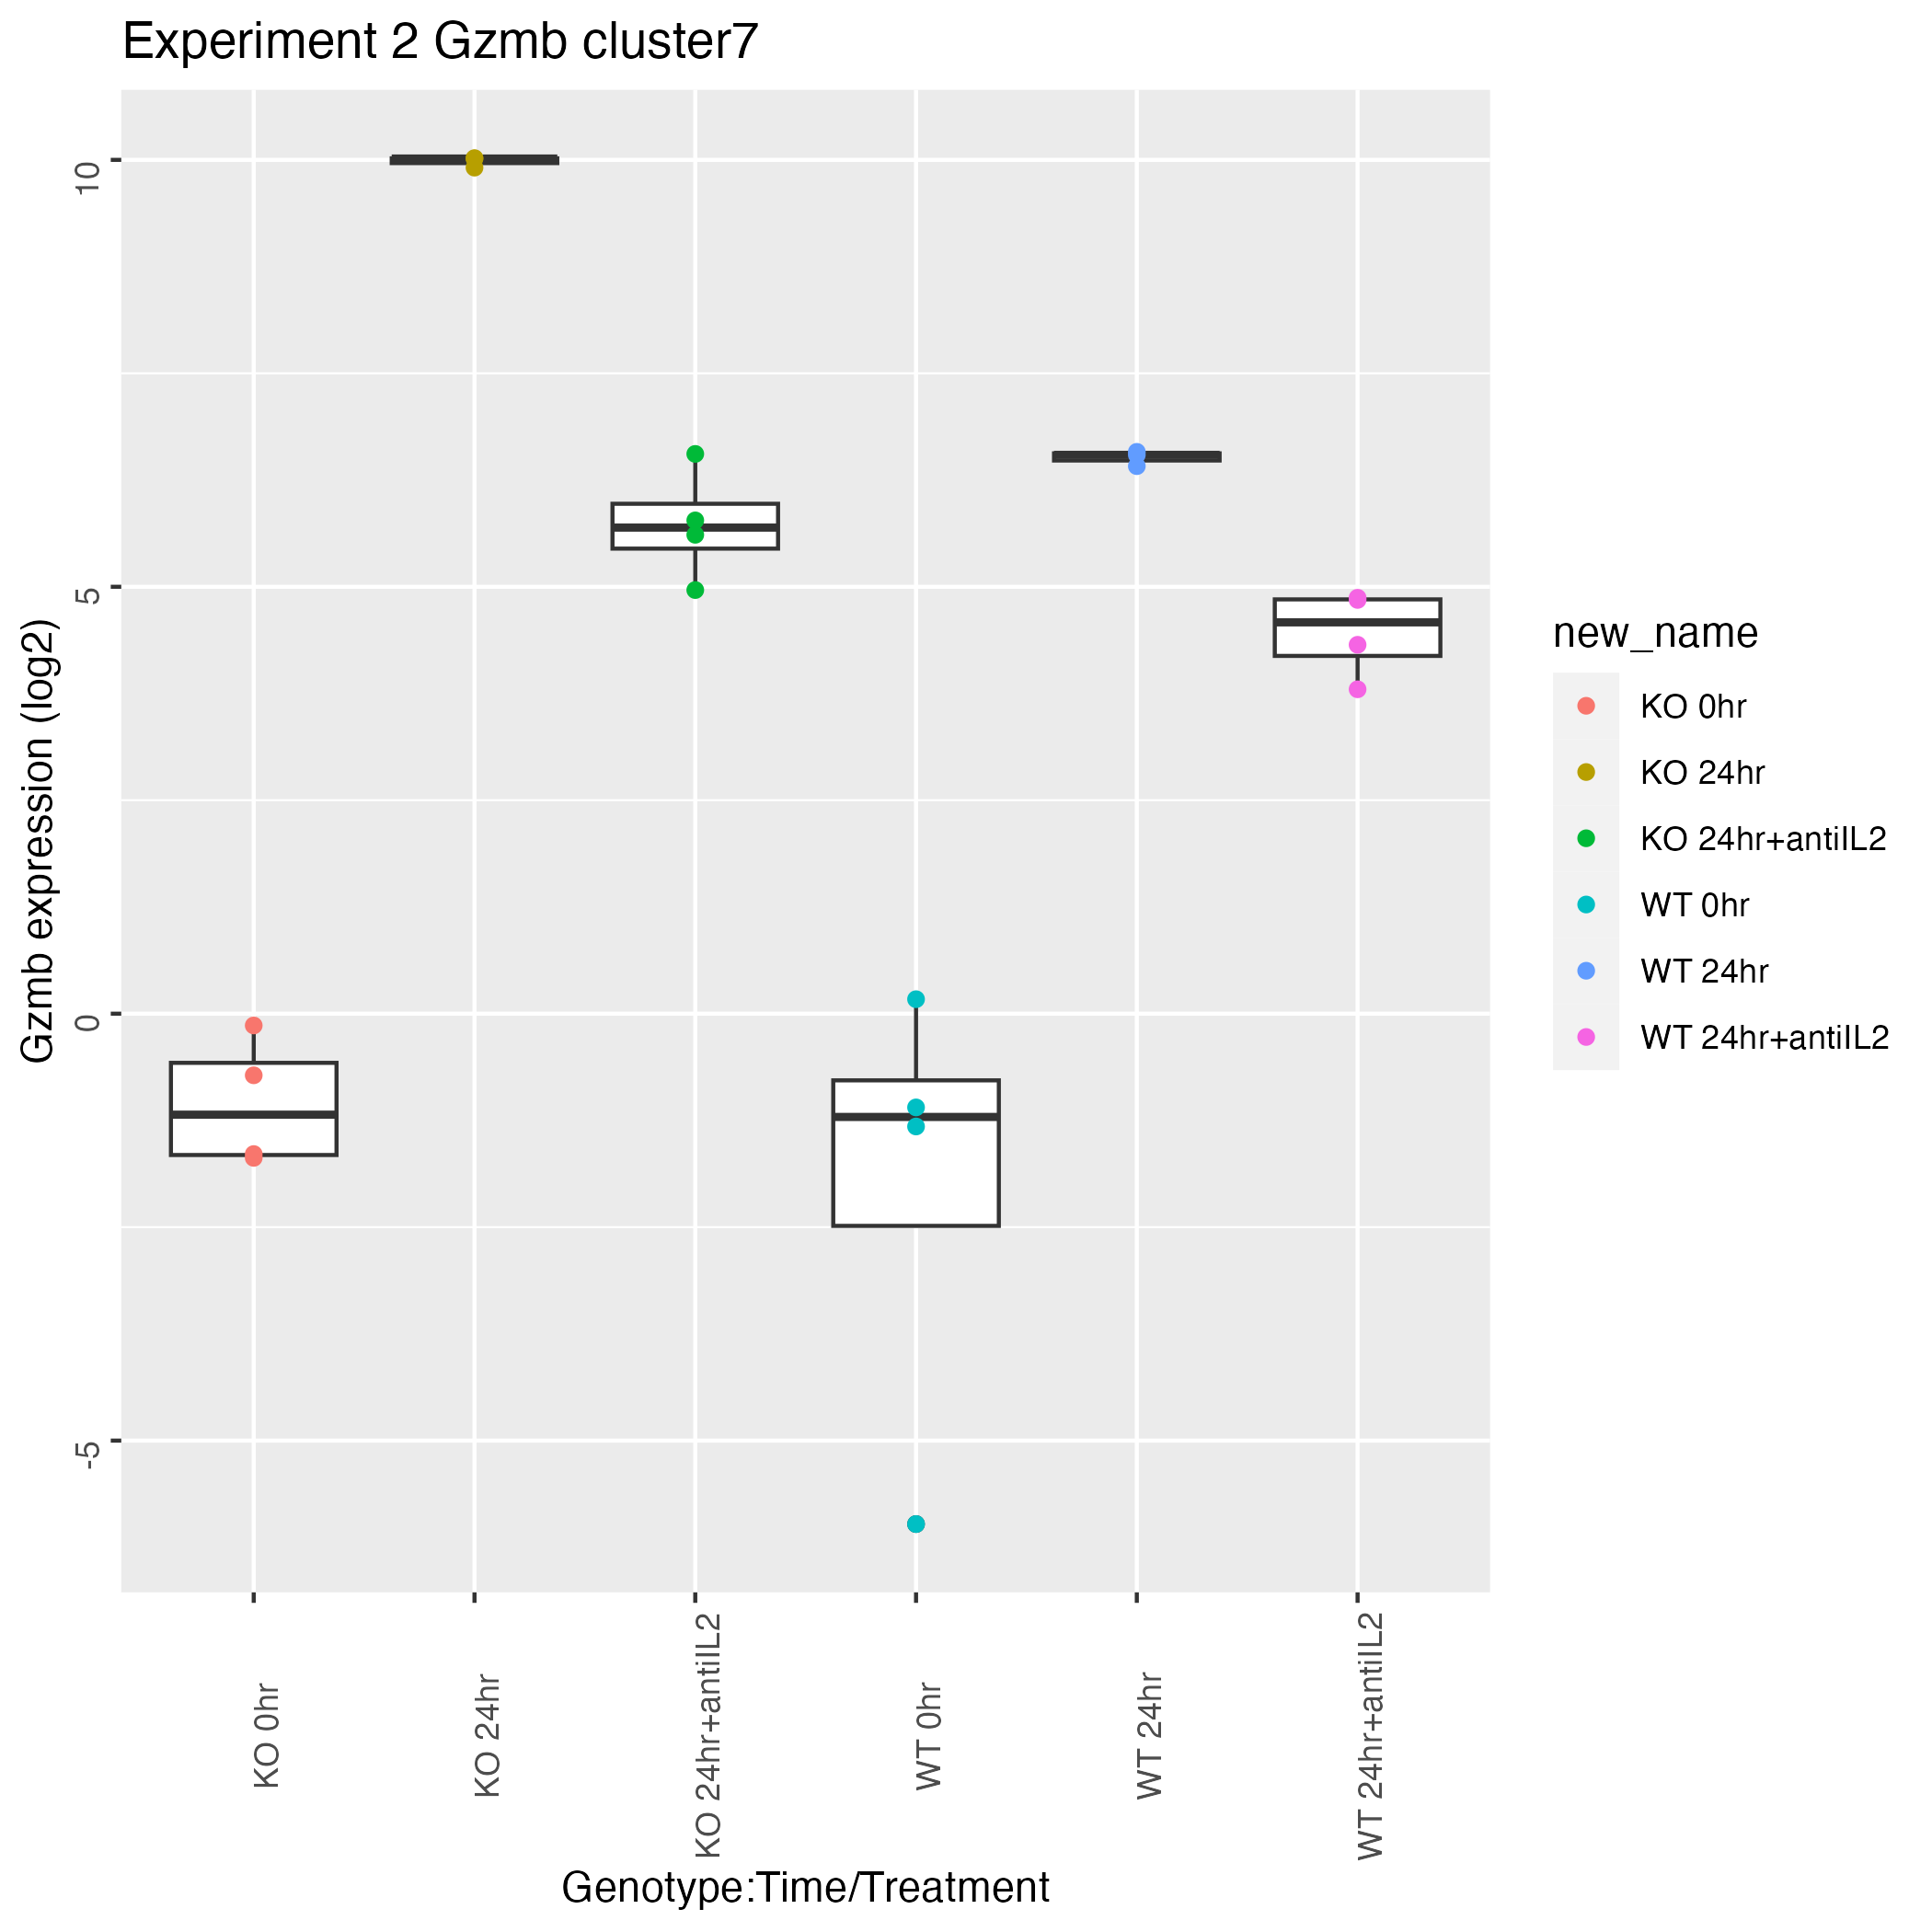 Experiment 2 Gzmb cluster7
Gzmb expression (log2)
10
5
0
-5
KO 0hr
KO 24hr
KO 24hr+antiIL2
WT 0hr
WT 24hr
WT 24hr+antiIL2
Genotype:Time/Treatment
new_name
KO 0hr
KO 24hr
KO 24hr+antiIL2
WT 0hr
WT 24hr
WT 24hr+antiIL2